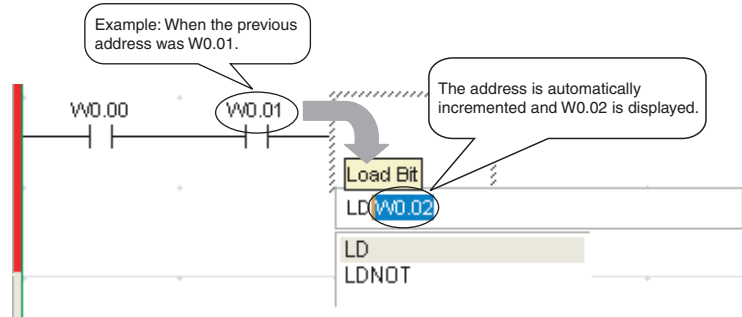 Example: When the previous
address was W0.01.
The address is automatically
incremented and W0.02 is displayed.
W0.00
W0.01
Load Bit
LD W0.02
LD
LDNOT